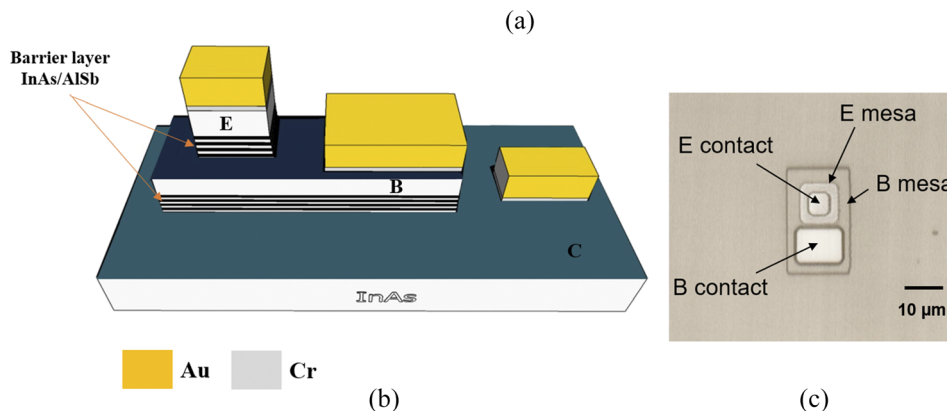 (a)
Barrier layer
InAs/AlSb
E
B
C
InAs
Au
Cr
(b)
E mesa
E contact
B mesa
B contact
10 µm
(c)